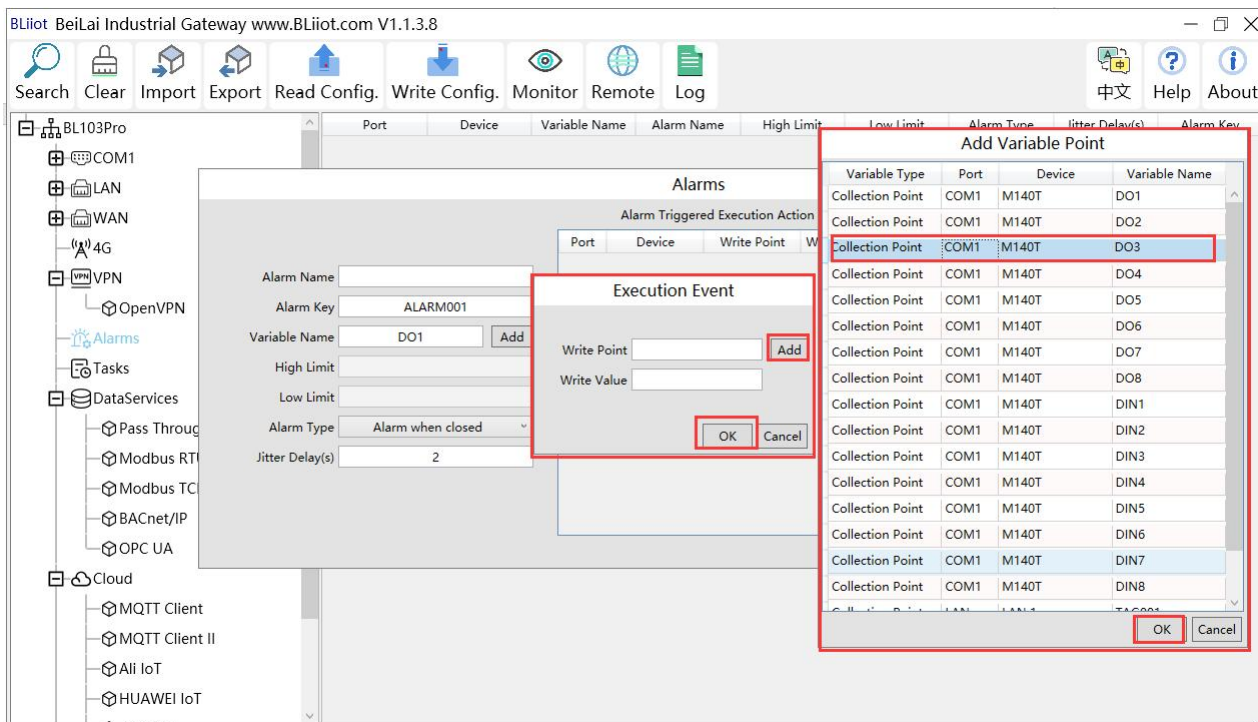 BLiiot BeiLai Industrial Gateway www.BLiiot.com V1.1.3.8
Search Clear Import Export Read Config. Write Config. Monitor Remote Log 中文 Help About
BL103Pro
COM1
LAN
WAN
4G
VPN
VPN
OpenVPN
Alarms
Tasks
DataServices
Pass Throug
Modbus RTU
Modbus TCP
BACnet/IP
OPC UA
Cloud
MQTT Client
MQTT Client II
Ali IoT
HUAWEI IoT
Port Device Variable Name Alarm Name High Limit Low Limit Alarm Type Jitter Delay(s) Alarm Key
Alarms
Alarm Triggered Execution Action
Port Device Write Point W
Alarm Name
Alarm Key ALARM001
Variable Name DO1 Add
High Limit
Low Limit
Alarm Type Alarm when closed
Jitter Delay(s) 2
Execution Event
Write Point Add
Write Value
OK Cancel
Add Variable Point
Variable Type Port Device Variable Name
Collection Point COM1 M140T DO1
Collection Point COM1 M140T DO2
Collection Point COM1 M140T DO3
Collection Point COM1 M140T DO4
Collection Point COM1 M140T DO5
Collection Point COM1 M140T DO6
Collection Point COM1 M140T DO7
Collection Point COM1 M140T DO8
Collection Point COM1 M140T DIN1
Collection Point COM1 M140T DIN2
Collection Point COM1 M140T DIN3
Collection Point COM1 M140T DIN4
Collection Point COM1 M140T DIN5
Collection Point COM1 M140T DIN6
Collection Point COM1 M140T DIN7
Collection Point COM1 M140T DIN8
OK Cancel